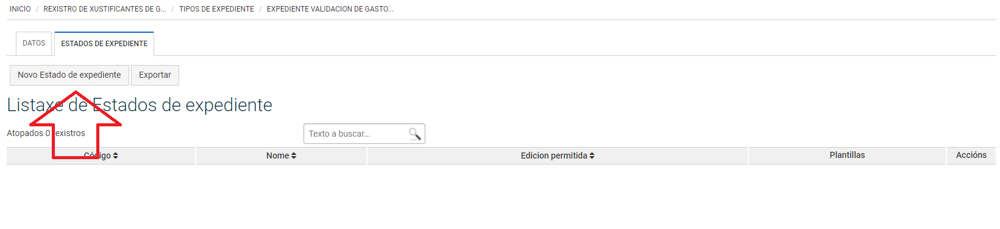 INICIO / REXISTRO DE XUSTIFICANTES DE G... / TIPOS DE EXPEDIENTE / EXPEDIENTE VALIDACION DE GASTO...
DATOS ESTADOS DE EXPEDIENTE
Novo Estado de expediente Exportar
Listaxe de Estados de expediente
Atopados 0 rexistros Texto a buscar...
Código Nome Edicion permitida Plantillas Accións